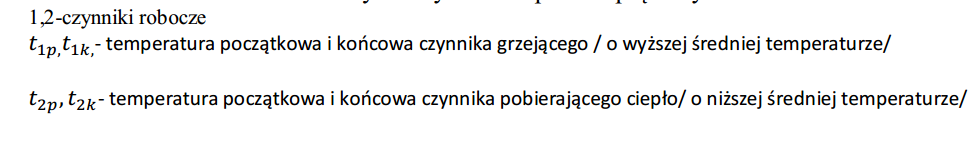 1,2-czynniki robocze
t1p,t1k,- temperatura początkowa i końcowa czynnika grzejącego / o wyższej średniej temperaturze/
t2p, t2k- temperatura początkowa i końcowa czynnika pobierającego ciepło/ o niższej średniej temperaturze/